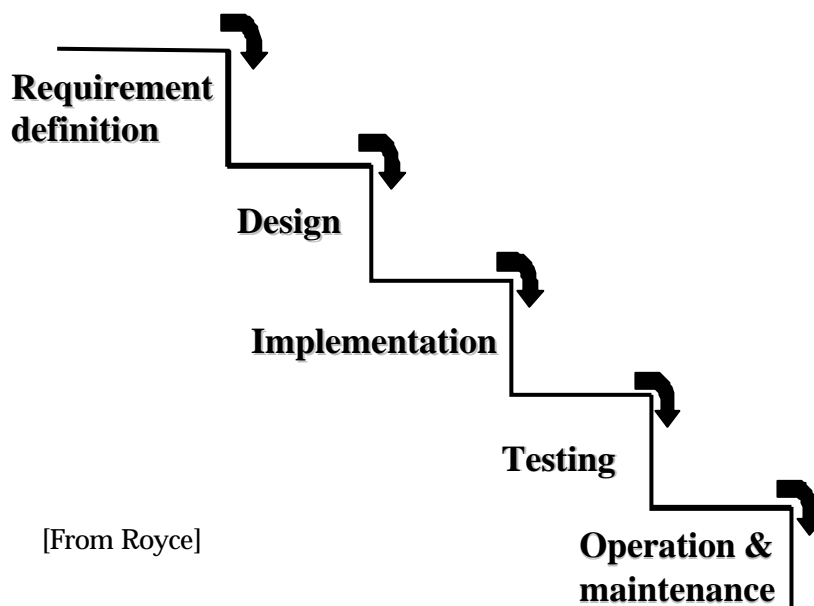 Requirement
definition
Design
Implementation
Testing
[From Royce]
Operation &
maintenance